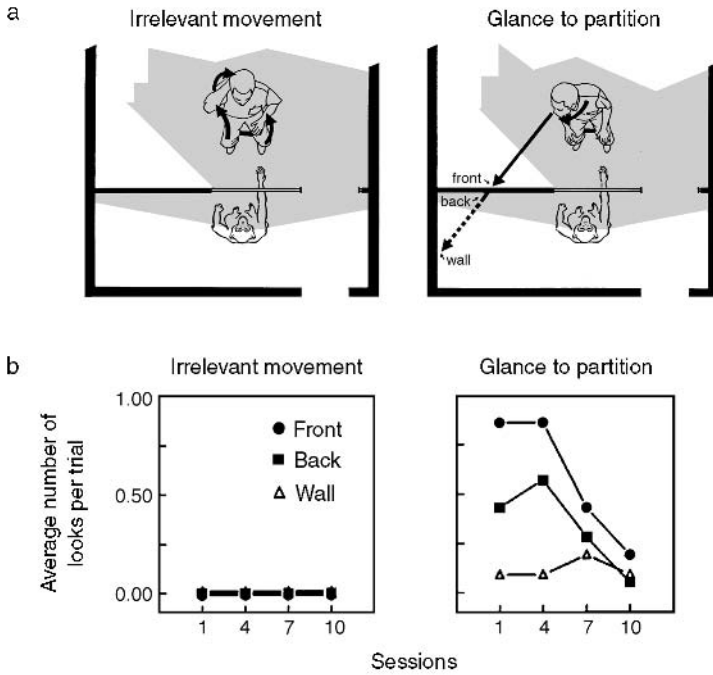 a
Irrelevant movement
Glance to partition
front
back
wall
b
Irrelevant movement
Glance to partition
Average number of
looks per trial
1.00
0.50
0.00
Front
Back
Wall
1 4 7 10
1 4 7 10
Sessions